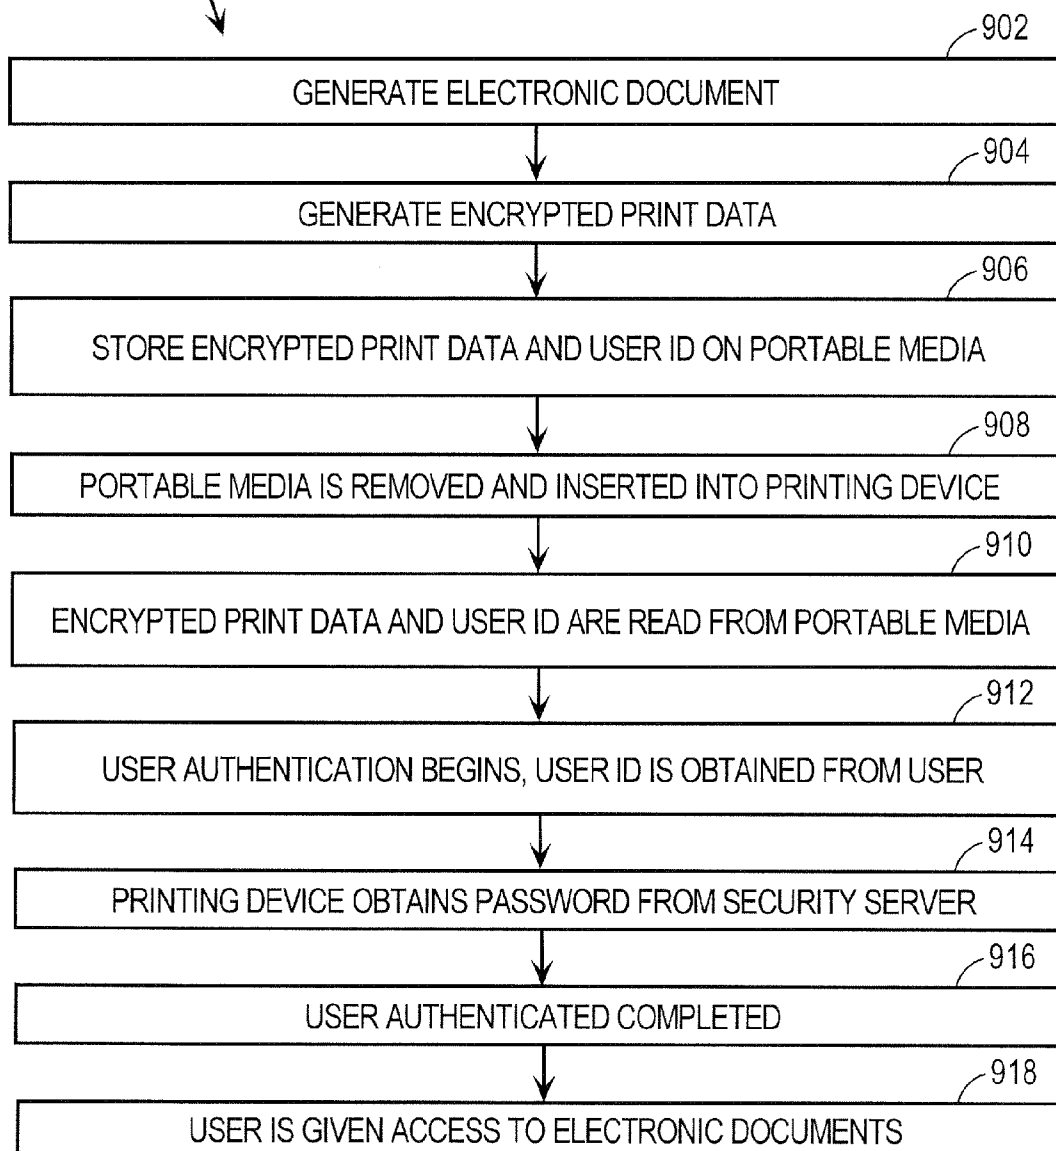 902
GENERATE ELECTRONIC DOCUMENT
904
GENERATE ENCRYPTED PRINT DATA
906
STORE ENCRYPTED PRINT DATA AND USER ID ON PORTABLE MEDIA
908
PORTABLE MEDIA IS REMOVED AND INSERTED INTO PRINTING DEVICE
910
ENCRYPTED PRINT DATA AND USER ID ARE READ FROM PORTABLE MEDIA
912
USER AUTHENTICATION BEGINS, USER ID IS OBTAINED FROM USER
914
PRINTING DEVICE OBTAINS PASSWORD FROM SECURITY SERVER
916
USER AUTHENTICATED COMPLETED
918
USER IS GIVEN ACCESS TO ELECTRONIC DOCUMENTS